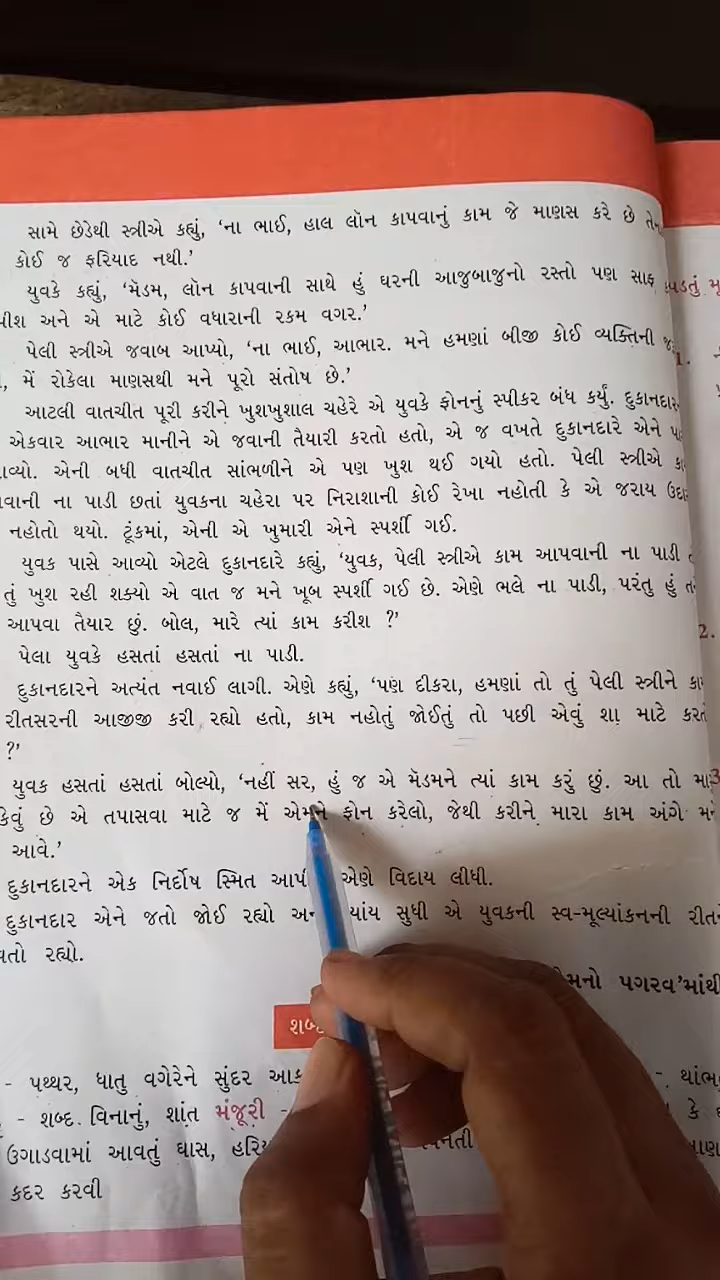 સામે છેડેથી સ્ત્રીએ કહ્યું, ‘ના ભાઈ, હાલ લૉન કાપવાનું કામ જે માણસ કરે છે
કોઈ જ ફરિયાદ નથી.’
યુવકે કહ્યું, ‘મૅડમ, લૉન કાપવાની સાથે હું ઘરની આજુબાજુનો રસ્તો પણ સાફ
અને એ માટે કોઈ વધારાની રકમ વગર.’
પેલી સ્ત્રીએ જવાબ આપ્યો, ‘ના ભાઈ, આભાર. મને હમણાં બીજી કોઈ વ્યક્તિની
મેં રોકેલા માણસથી મને પૂરો સંતોષ છે.’
1.
આટલી વાતચીત પૂરી કરીને ખુશખુશાલ ચહેરે એ યુવકે ફોનનું સ્પીકર બંધ કર્યું.
એકવાર આભાર માનીને એ જવાની તૈયારી કરતો હતો, એ જ વખતે દુકાનદારે એને
એની બધી વાતચીત સાંભળીને એ પણ ખુશ થઈ ગયો હતો. પેલી સ્ત્રીએ
ના પાડી છતાં યુવકના ચહેરા પર નિરાશાની કોઈ રેખા નહોતી કે એ જરાય
નહોતો થયો. ટૂંકમાં, એની એ ખુમારી એને સ્પર્શી ગઈ.
યુવક પાસે આવ્યો એટલે દુકાનદારે કહ્યું, ‘યુવક, પેલી સ્ત્રીએ કામ આપવાની ના પાડી
તું ખુશ રહી શક્યો એ વાત જ મને ખૂબ સ્પર્શી ગઈ છે. એણે ભલે ના પાડી, પરંતુ હું
આપવા તૈયાર છું. બોલ, મારે ત્યાં કામ કરીશ ?’
2.
પેલા યુવકે હસતાં હસતાં ના પાડી.
દુકાનદારને અત્યંત નવાઈ લાગી. એણે કહ્યું, ‘પણ દીકરા, હમણાં તો તું પેલી સ્ત્રીને
રીતસરની આજીજી કરી રહ્યો હતો, કામ નહોતું જોઈતું તો પછી એવું શા માટે
?’
યુવક હસતાં હસતાં બોલ્યો, ‘નહીં સર, હું જ એ મૅડમને ત્યાં કામ કરું છું. આ તો
કેવું છે એ તપાસવા માટે જ મેં એમને ફોન કરેલો, જેથી કરીને મારા કામ અંગે
આવે.’
દુકાનદારને એક નિર્દોષ સ્મિત એણે વિદાય લીધી.
દુકાનદાર એને જતો જોઈ રહ્યો સુધી એ યુવકની સ્વ-મૂલ્યાંકનની
રહ્યો.
પગરવ’માંથી
- પથ્થર, ધાતુ વગેરેને સુંદર
- શબ્દ વિનાનું, શાંત મંજૂરી -
ઉગાડવામાં આવતું ઘાસ,
કદર કરવી